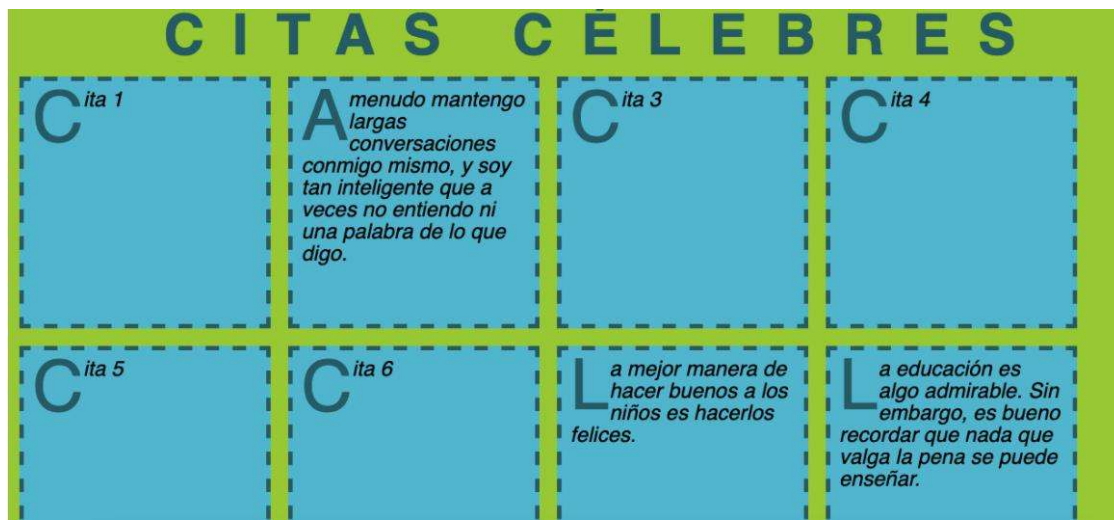 CITAS CÉLEBRES
Cita 1
A menudo mantengo
largas
conversaciones
conmigo mismo, y soy
tan inteligente que a
veces no entiendo ni
una palabra de lo que
digo.
Cita 3
Cita 4
Cita 5
Cita 6
La mejor manera de
hacer buenos a los
niños es hacerlos
felices.
La educación es
algo admirable. Sin
embargo, es bueno
recordar que nada que
valga la pena se puede
enseñar.